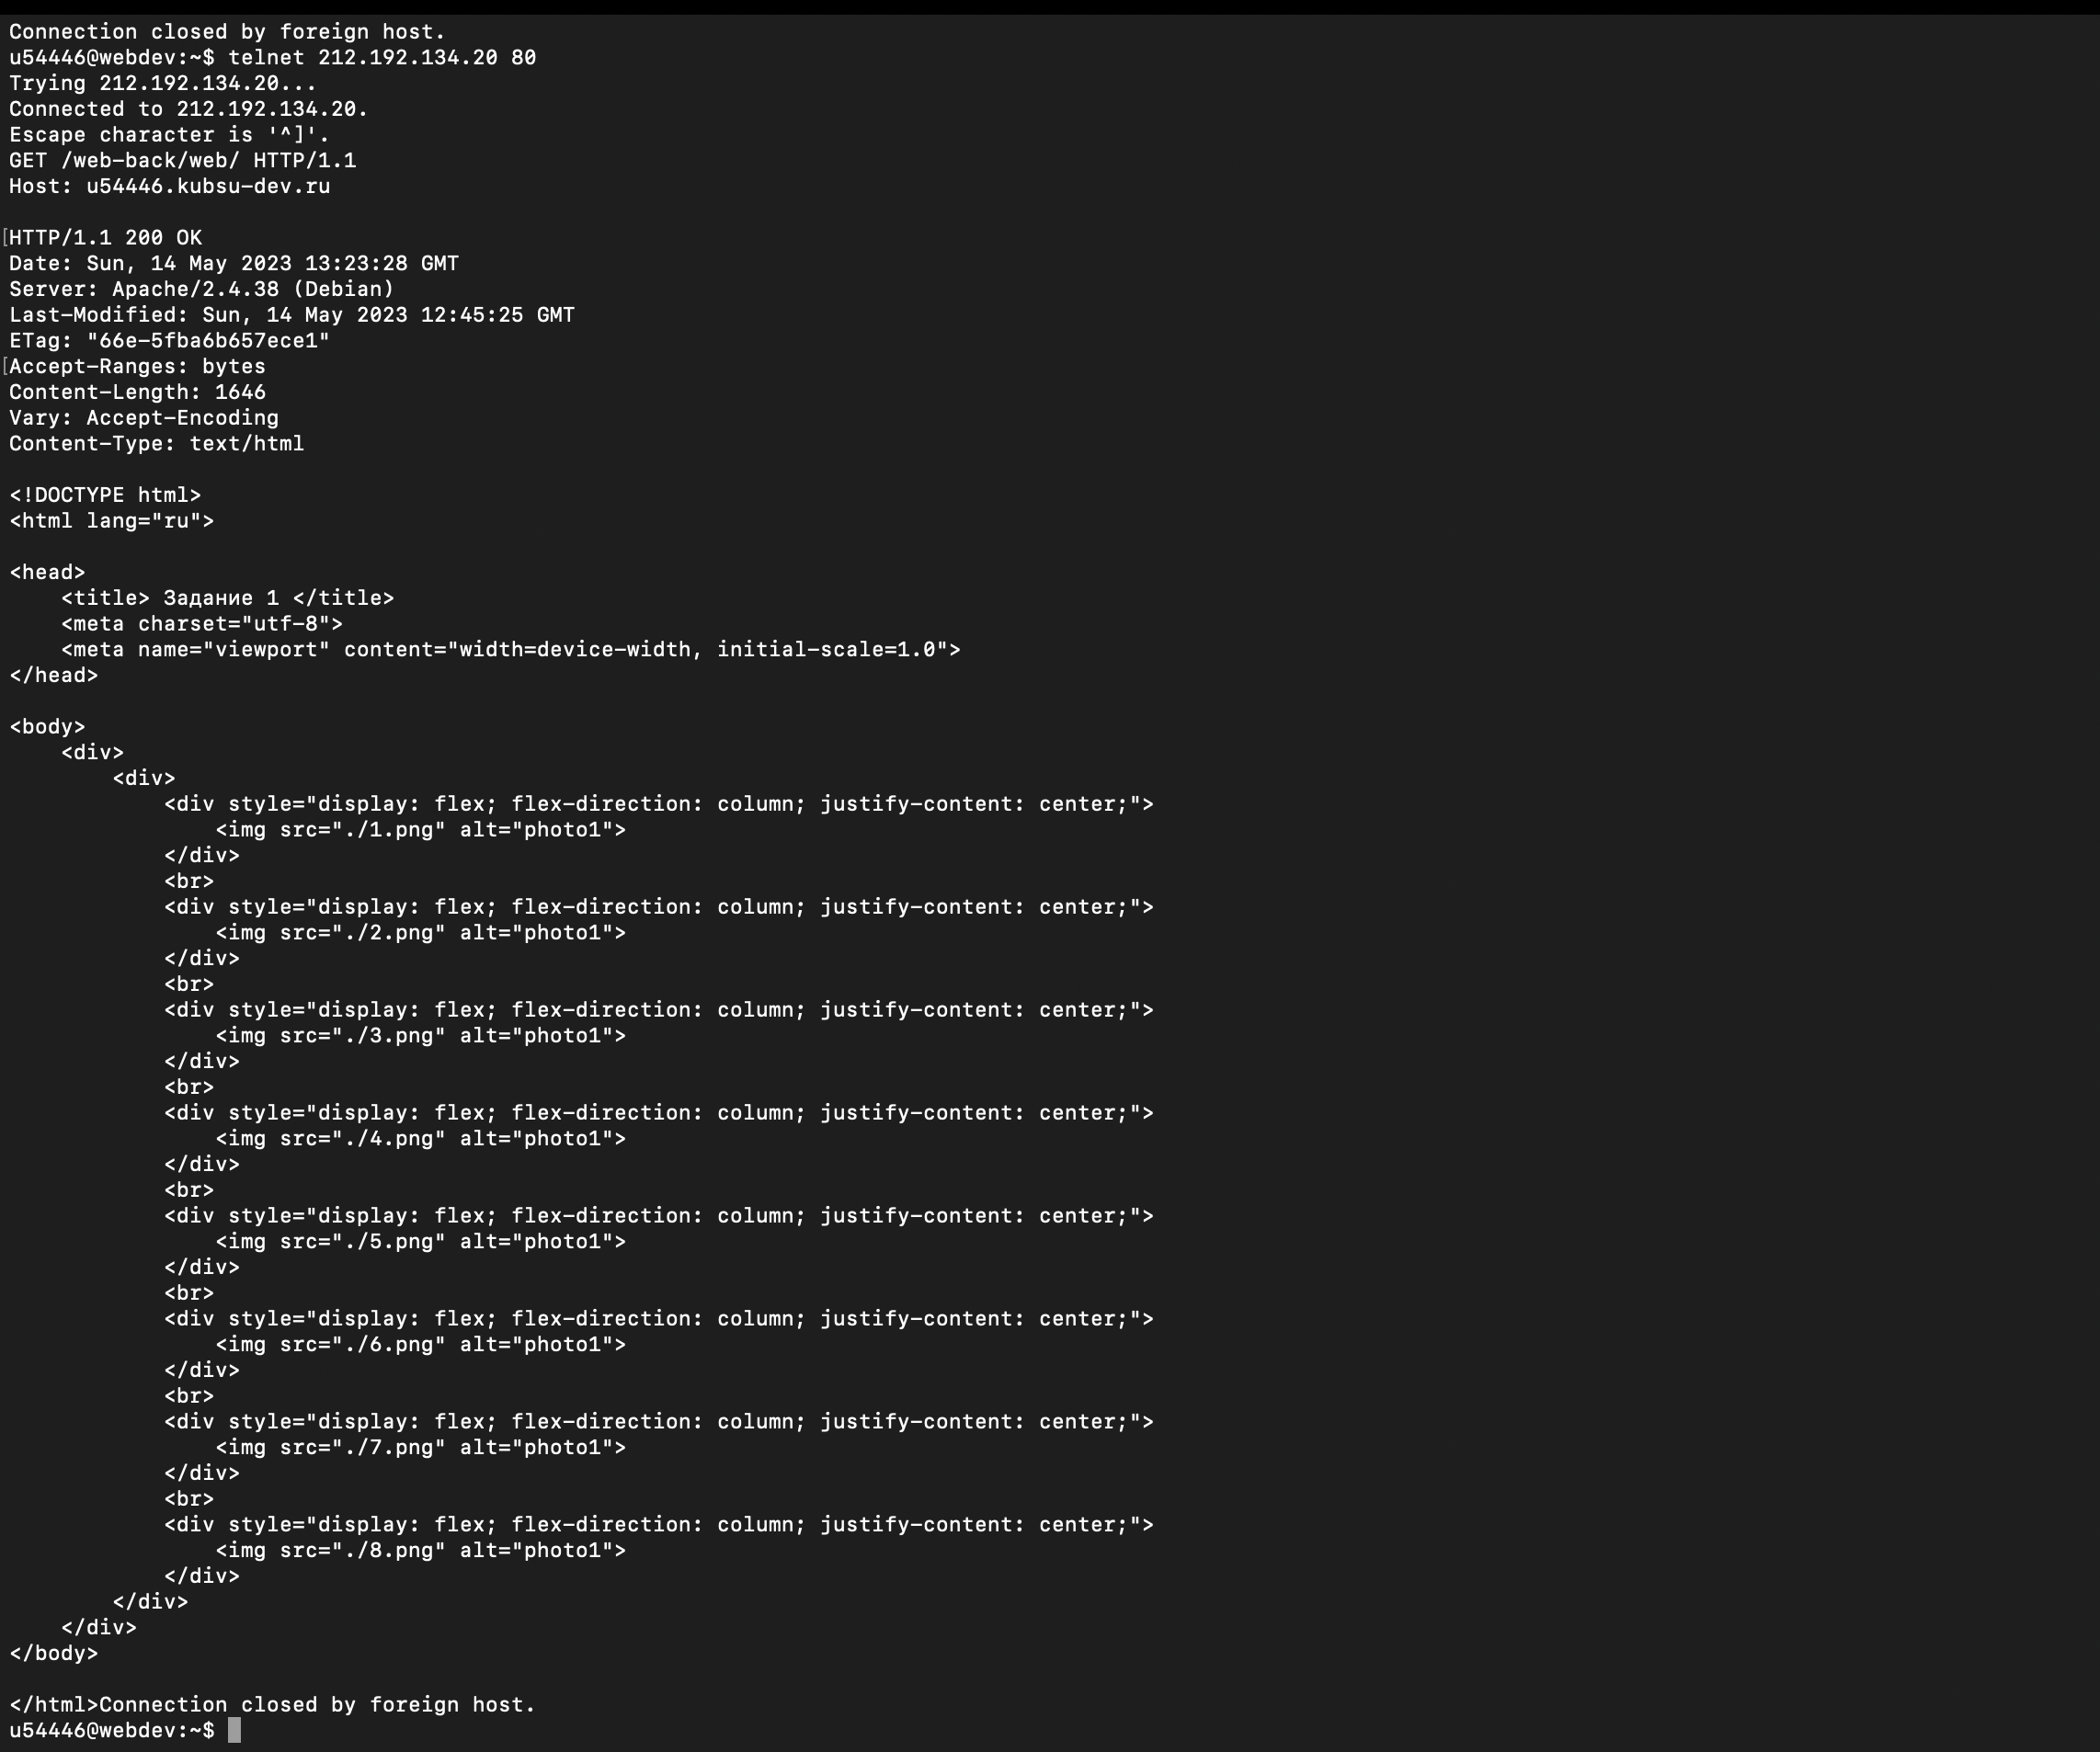 Connection closed by foreign host.
u54446@webdev:~$ telnet 212.192.134.20 80
Trying 212.192.134.20...
Connected to 212.192.134.20.
Escape character is '^]'.
GET /web-back/web/ HTTP/1.1
Host: u54446.kubsu-dev.ru

[HTTP/1.1 200 OK
Date: Sun, 14 May 2023 13:23:28 GMT
Server: Apache/2.4.38 (Debian)
Last-Modified: Sun, 14 May 2023 12:45:25 GMT
ETag: "66e-5fba6b657ece1"
[Accept-Ranges: bytes
Content-Length: 1646
Vary: Accept-Encoding
Content-Type: text/html

<!DOCTYPE html>
<html lang="ru">

<head>
    <title> Задание 1 </title>
    <meta charset="utf-8">
    <meta name="viewport" content="width=device-width, initial-scale=1.0">
</head>

<body>
    <div>
        <div>
            <div style="display: flex; flex-direction: column; justify-content: center;">
                <img src="./1.png" alt="photo1">
            </div>
            <br>
            <div style="display: flex; flex-direction: column; justify-content: center;">
                <img src="./2.png" alt="photo1">
            </div>
            <br>
            <div style="display: flex; flex-direction: column; justify-content: center;">
                <img src="./3.png" alt="photo1">
            </div>
            <br>
            <div style="display: flex; flex-direction: column; justify-content: center;">
                <img src="./4.png" alt="photo1">
            </div>
            <br>
            <div style="display: flex; flex-direction: column; justify-content: center;">
                <img src="./5.png" alt="photo1">
            </div>
            <br>
            <div style="display: flex; flex-direction: column; justify-content: center;">
                <img src="./6.png" alt="photo1">
            </div>
            <br>
            <div style="display: flex; flex-direction: column; justify-content: center;">
                <img src="./7.png" alt="photo1">
            </div>
            <br>
            <div style="display: flex; flex-direction: column; justify-content: center;">
                <img src="./8.png" alt="photo1">
            </div>
        </div>
    </div>
</body>

</html>Connection closed by foreign host.
u54446@webdev:~$